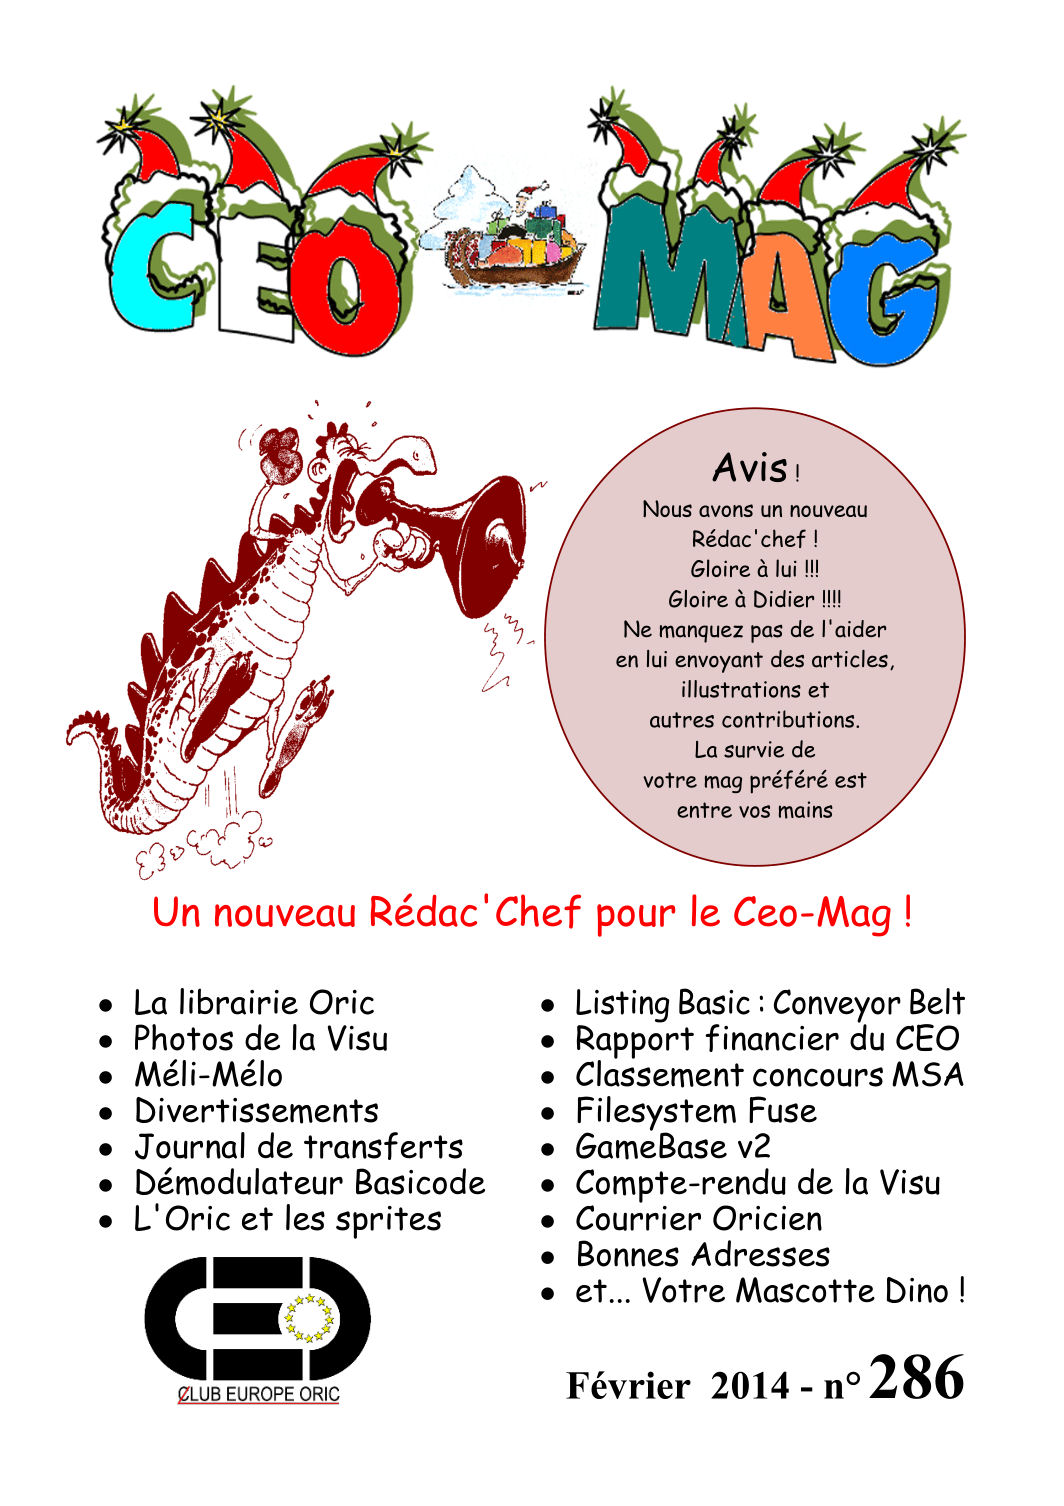 CEO MAG
Avis !
Nous avons un nouveau
Rédac'chef !
Gloire à lui !!!
Gloire à Didier !!!!
Ne manquez pas de l'aider
en lui envoyant des articles,
illustrations et
autres contributions.
La survie de
votre mag préféré est
entre vos mains
Un nouveau Rédac'Chef pour le Ceo-Mag !
• La librairie Oric
• Photos de la Visu
• Méli-Mélo
• Divertissements
• Journal de transferts
• Démodulateur Basicode
• L'Oric et les sprites
• Listing Basic : Conveyor Belt
• Rapport financier du CEO
• Classement concours MSA
• Filesystem Fuse
• GameBase v2
• Compte-rendu de la Visu
• Courrier Oricien
• Bonnes Adresses
• et... Votre Mascotte Dino !
CEO
CLUB EUROPE ORIC
Février 2014 - n° 286